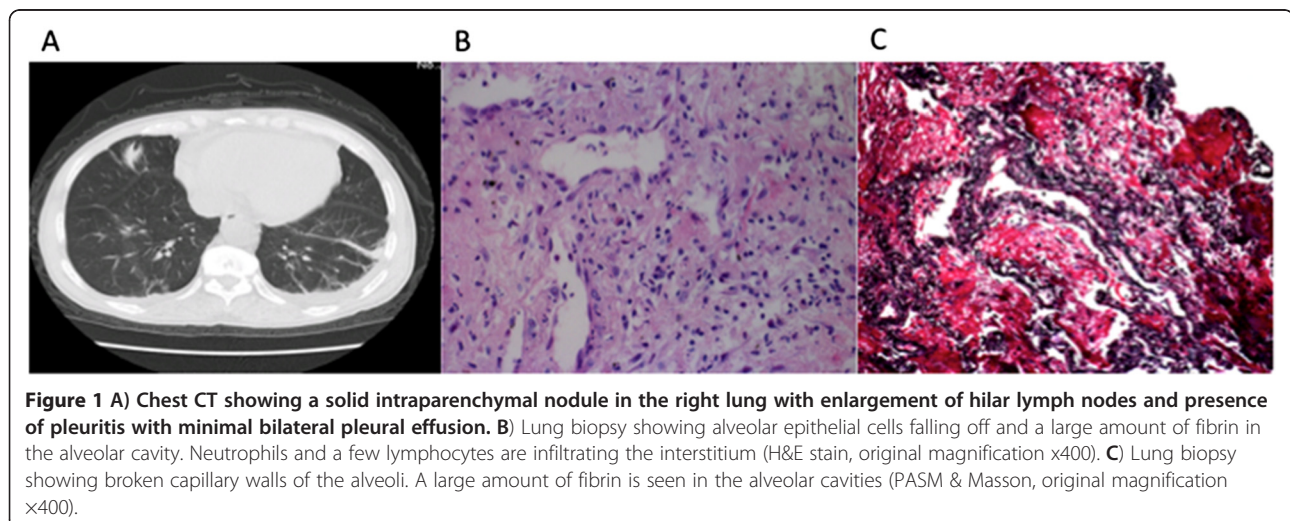 A
B
C
No.
Figure 1 A) Chest CT showing a solid intraparenchymal nodule in the right lung with enlargement of hilar lymph nodes and presence
of pleuritis with minimal bilateral pleural effusion. B) Lung biopsy showing alveolar epithelial cells falling off and a large amount of fibrin in
the alveolar cavity. Neutrophils and a few lymphocytes are infiltrating the interstitium (H&E stain, original magnification x400). C) Lung biopsy
showing broken capillary walls of the alveoli. A large amount of fibrin is seen in the alveolar cavities (PASM & Masson, original magnification
×400).